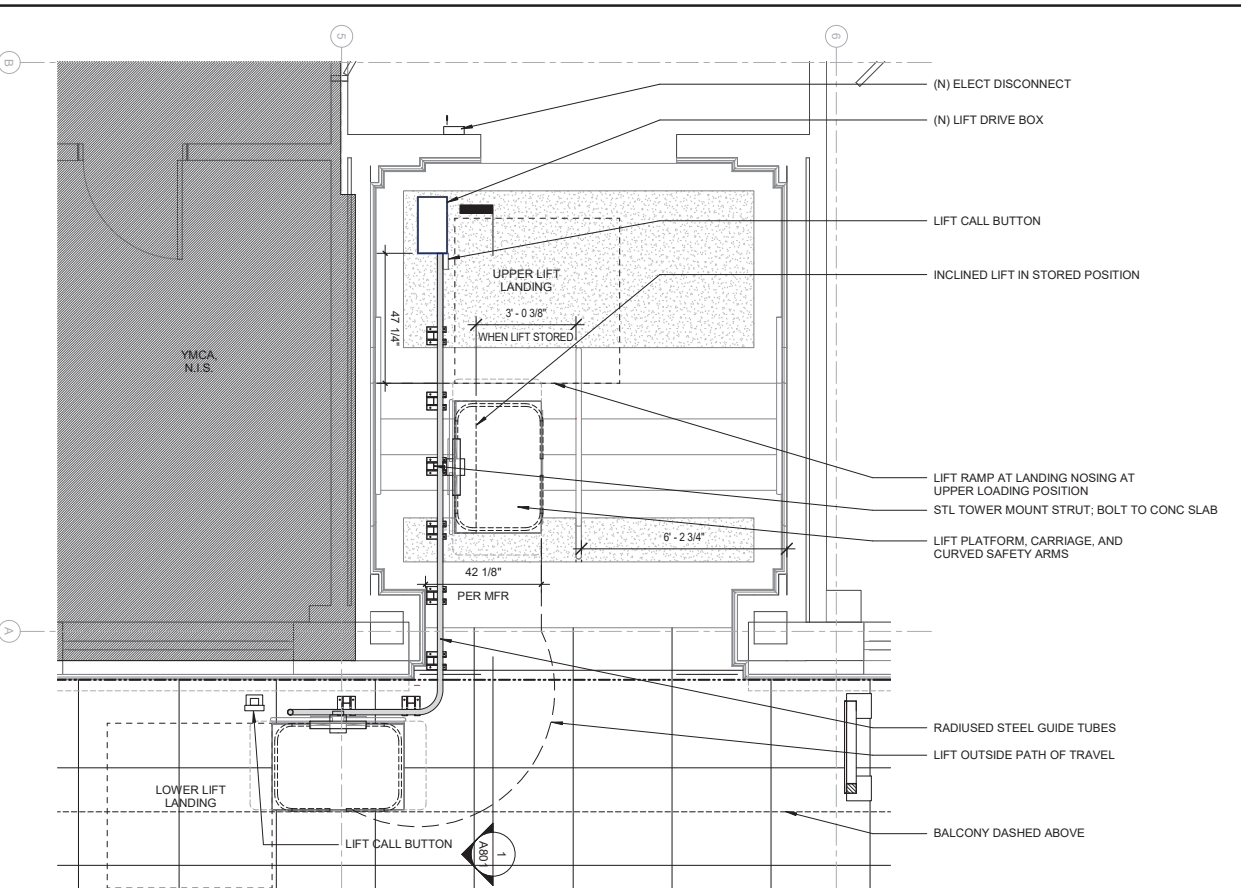 5
6
B
(N) ELECT DISCONNECT
(N) LIFT DRIVE BOX
LIFT CALL BUTTON
INCLINED LIFT IN STORED POSITION
UPPER LIFT
LANDING
3' - 0 3/8"
WHEN LIFT STORED
47 1/4"
YMCA,
N.I.S.
LIFT RAMP AT LANDING NOSING AT
UPPER LOADING POSITION
STL TOWER MOUNT STRUT; BOLT TO CONC SLAB
LIFT PLATFORM, CARRIAGE, AND
CURVED SAFETY ARMS
6' - 2 3/4"
42 1/8"
PER MFR
A
RADIUSED STEEL GUIDE TUBES
LIFT OUTSIDE PATH OF TRAVEL
LOWER LIFT
LANDING
BALCONY DASHED ABOVE
LIFT CALL BUTTON
1
A801